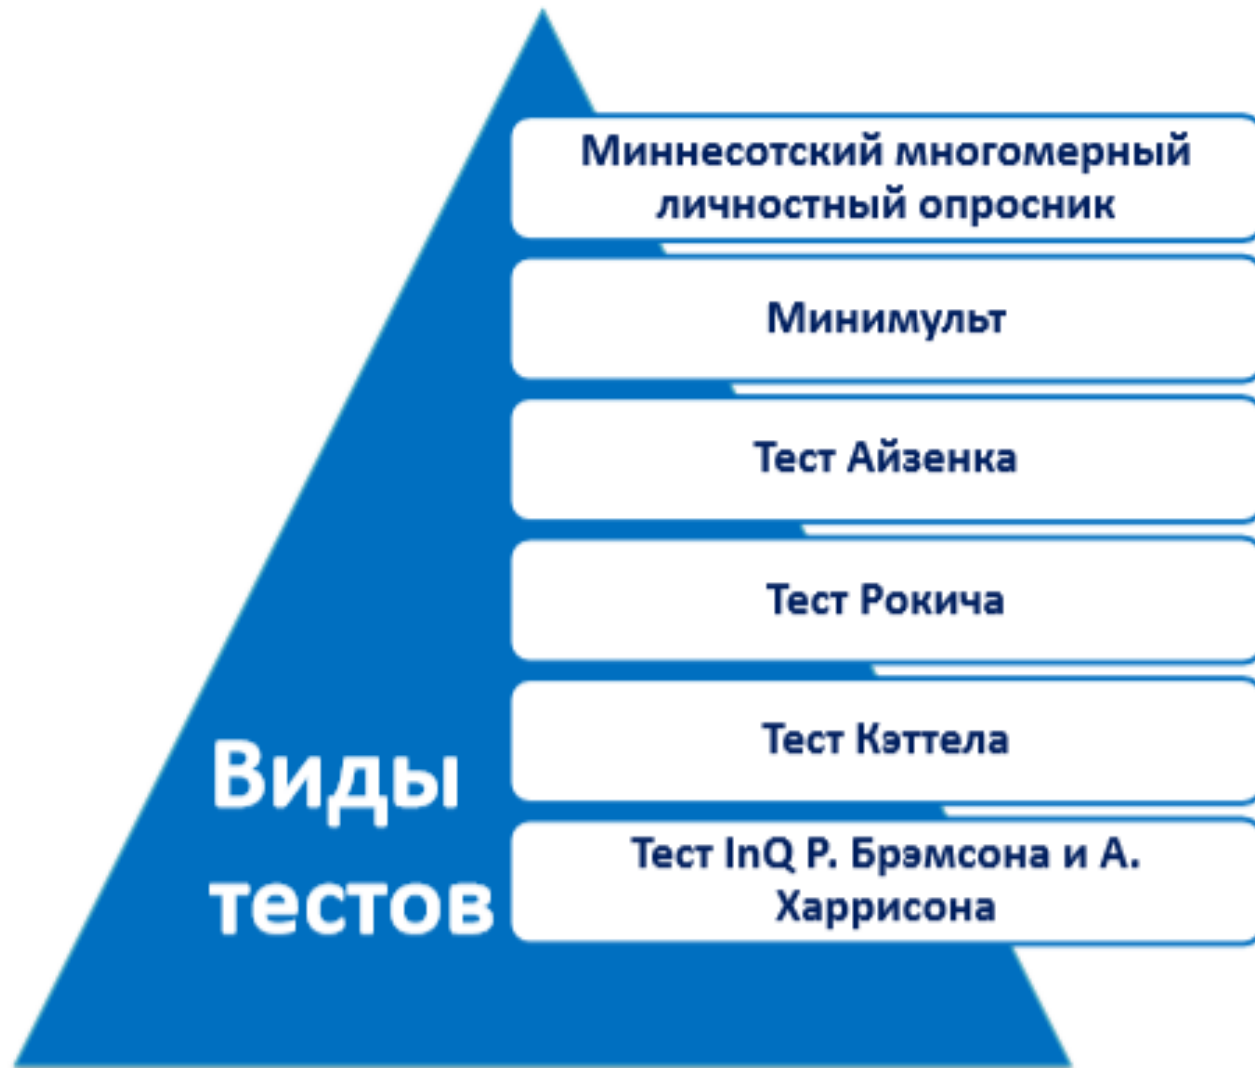 Миннесотский многомерный
личностный опросник
Минимульт
Тест Айзенка
Тест Рокича
Тест Кэттела
Тест InQ Р. Брэмсона и А.
Харрисона
Виды
тестов